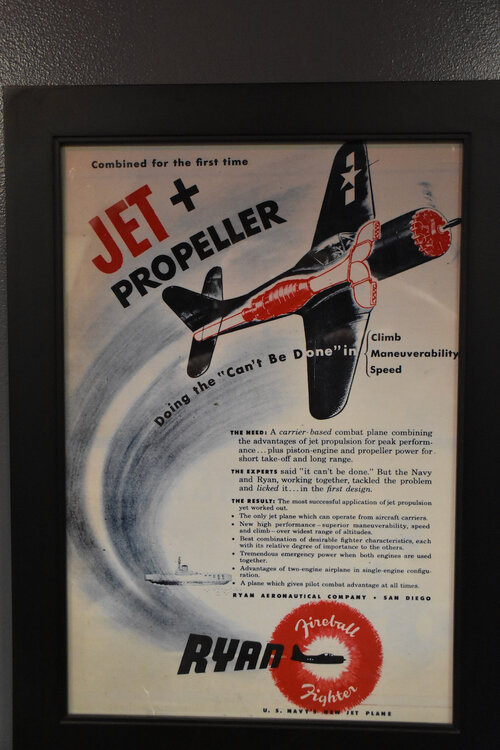 Combined for the first time
JET +
PROPELLER
Doing the "Can't Be Done" in
Climb
Maneuverability
Speed
THE NEED: A carrier-based combat plane combining
the advantages of jet propulsion for peak perform-
ance... plus piston-engine and propeller power for
short take-off and long range.
THE EXPERTS said "it can't be done." But the Navy
and Ryan, working together, tackled the problem
and licked it...in the first design.
THE RESULT: The most successful application of jet propulsion
yet worked out.
• The only jet plane which can operate from aircraft carriers.
• New high performance—superior maneuverability, speed
and climb—over widest range of altitudes.
• Best combination of desirable fighter characteristics, each
with its relative degree of importance to the others.
• Tremendous emergency power when both engines are used
together.
• Advantages of two-engine airplane in single-engine configu-
ration.
• A plane which gives pilot combat advantage at all times.
RYAN AERONAUTICAL COMPANY • SAN DIEGO
Fireball
RYAN
Fighter
U. S. NAVY'S NEW JET PLANE